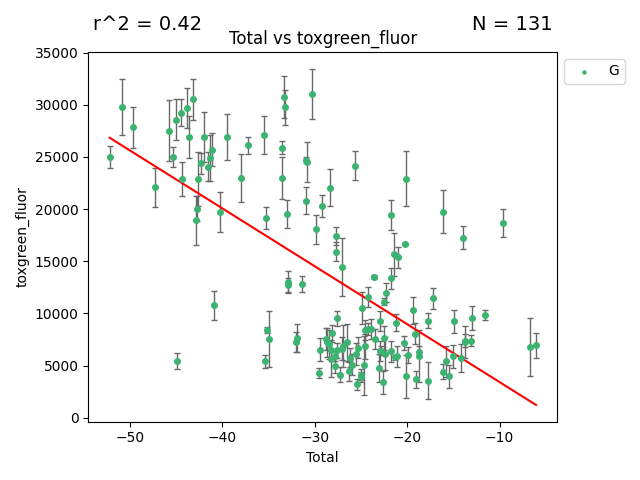 r^2 = 0.42
N = 131
Total vs toxgreen_fluor
G
35000
30000
25000
20000
15000
10000
5000
0
toxgreen_fluor
−50
−40
−30
−20
−10
Total